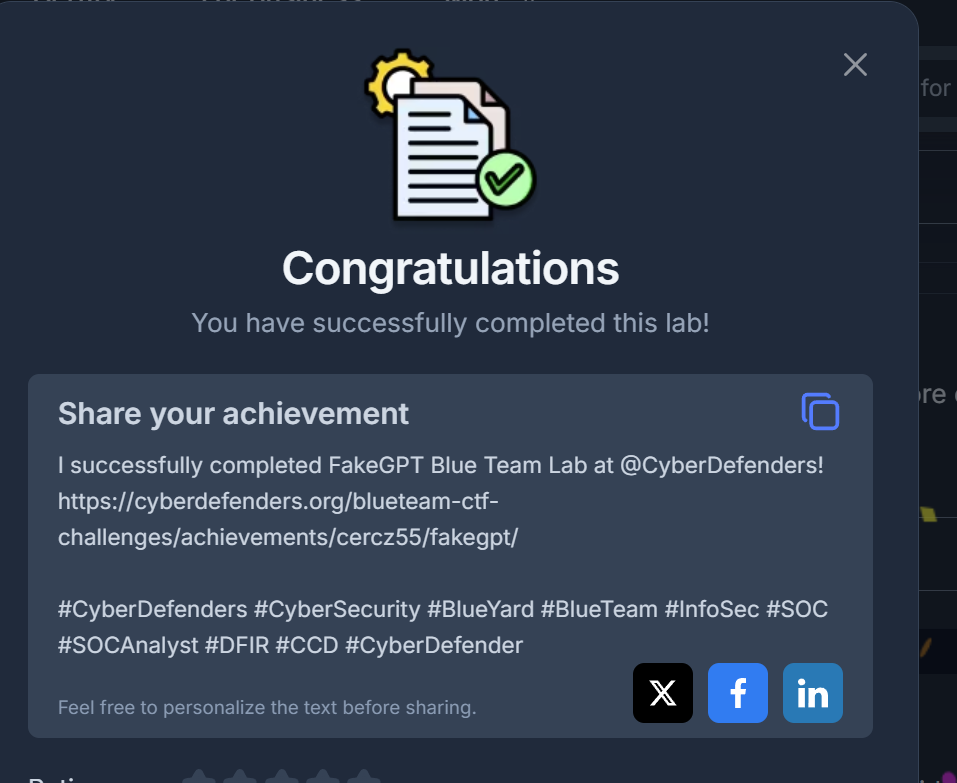 for
Congratulations
You have successfully completed this lab!
Share your achievement
I successfully completed FakeGPT Blue Team Lab at @CyberDefenders!
https://cyberdefenders.org/blueteam-ctf-
challenges/achievements/cercz55/fakegpt/
#CyberDefenders #CyberSecurity #BlueYard #BlueTeam #InfoSec #SOC
#SOCAnalyst #DFIR #CCD #CyberDefender
Feel free to personalize the text before sharing.
X
f
in